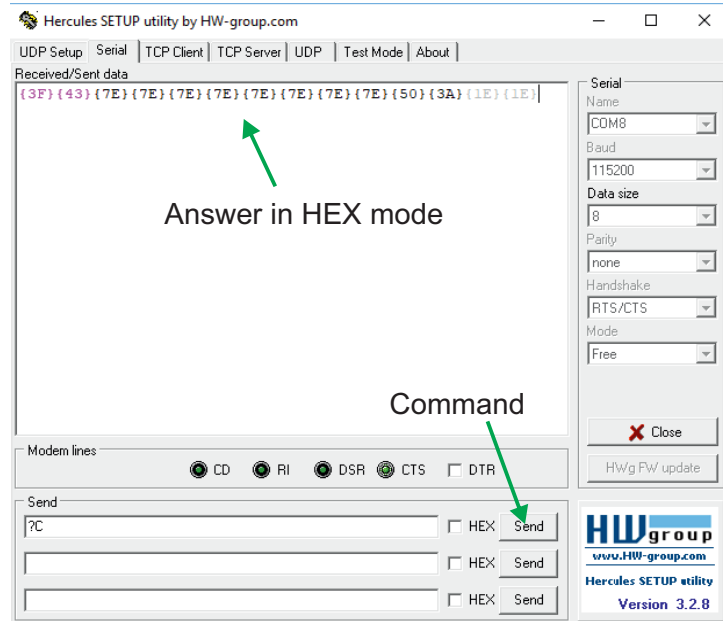 Hercules SETUP utility by HW-group.com
UDP Setup Serial TCP Client TCP Server UDP Test Mode About
Received/Sent data
{3F}{43}{7E}{7E}{7E}{7E}{7E}{7E}{7E}{7E}{50}{3A}{1E}{1E}
Answer in HEX mode
Command
Serial
Name
COM8
Baud
115200
Data size
8
Parity
none
Handshake
RTS/CTS
Mode
Free
Close
HWg FW update
Modem lines
CD RI DSR CTS DTR
Send
?C HEX Send
HEX Send
HEX Send
HWgroup
www.HW-group.com
Hercules SETUP utility
Version 3.2.8